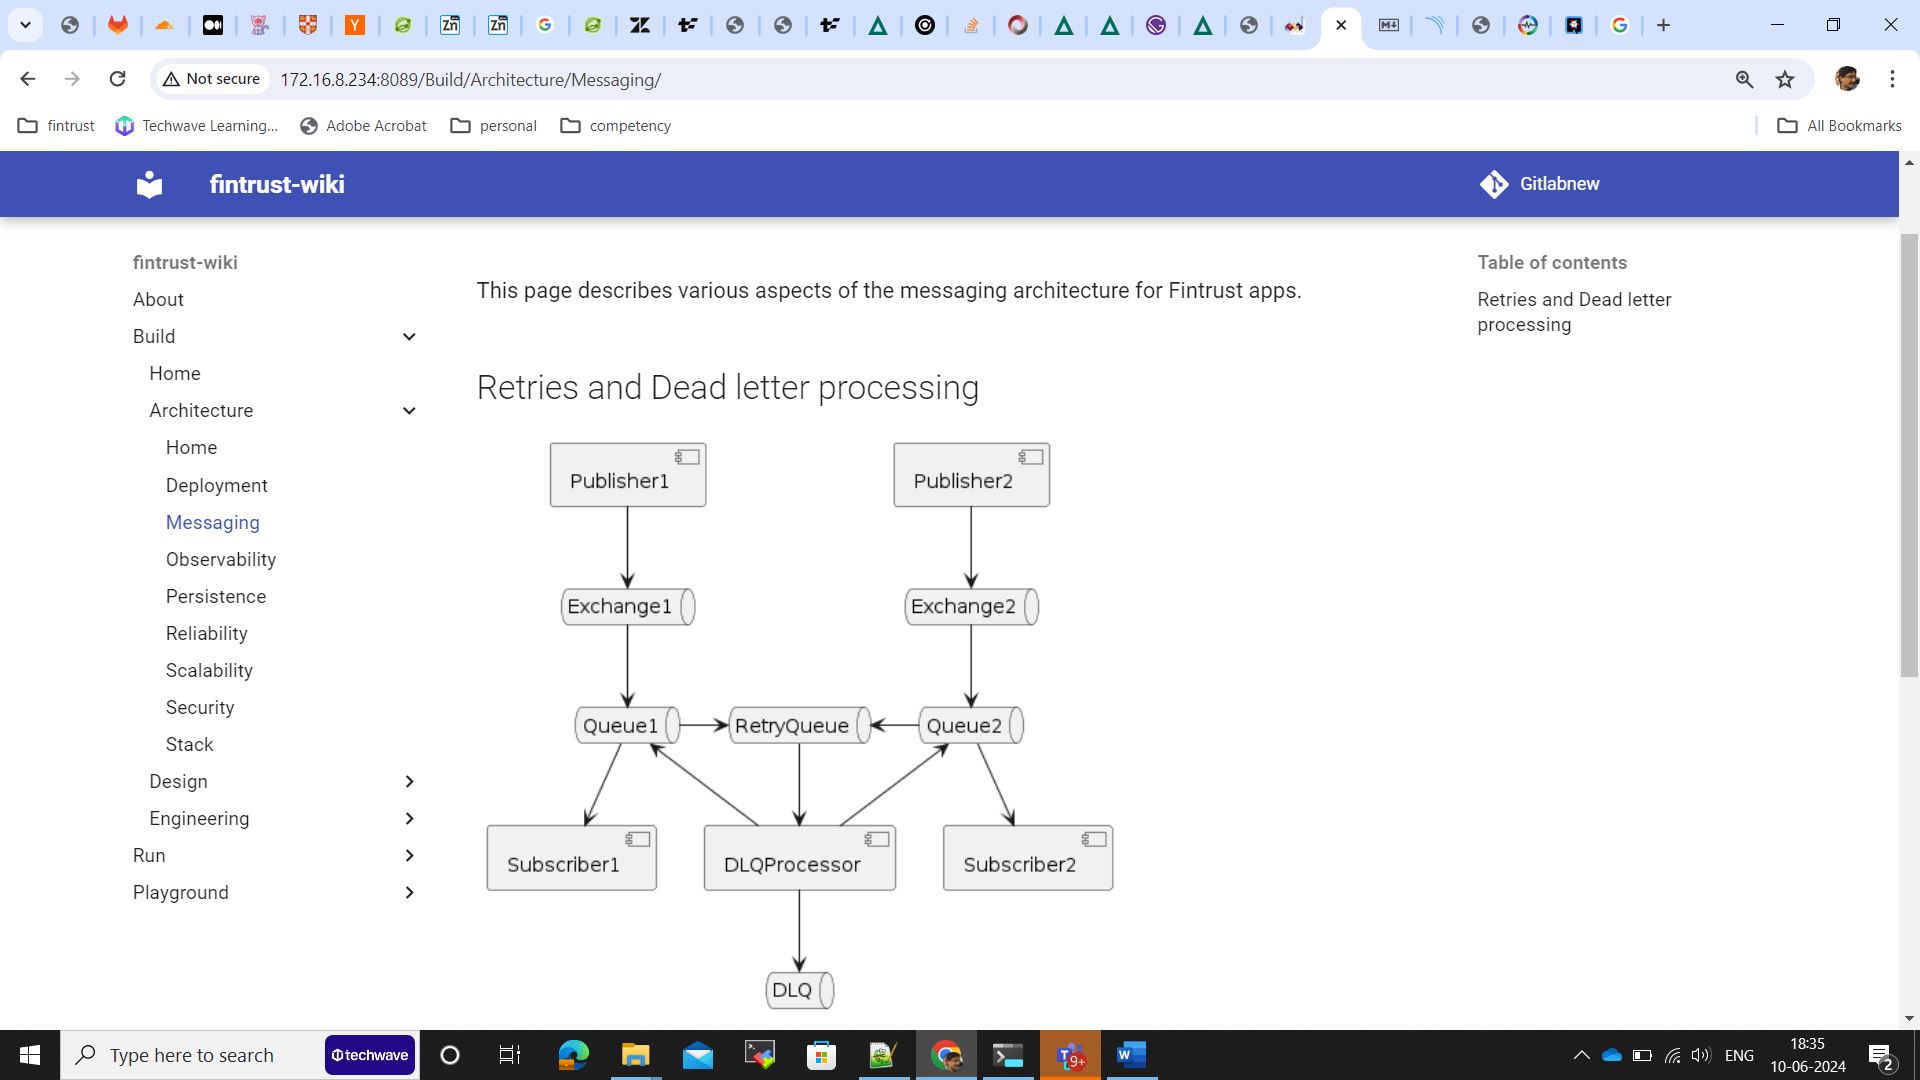 Not secure
172.16.8.234:8089/Build/Architecture/Messaging/
fintrust
Techwave Learning...
Adobe Acrobat
personal
competency
All Bookmarks
fintrust-wiki
Gitlabnew
fintrust-wiki
About
Build
Home
Architecture
Home
Deployment
Messaging
Observability
Persistence
Reliability
Scalability
Security
Stack
Design
Engineering
Run
Playground
This page describes various aspects of the messaging architecture for Fintrust apps.
Retries and Dead letter processing
Publisher1
Publisher2
Exchange1
Exchange2
Queue1
RetryQueue
Queue2
Subscriber1
DLQProcessor
Subscriber2
DLQ
Table of contents
Retries and Dead letter
processing
Type here to search
techwave
9+
ENG
18:35
10-06-2024
2